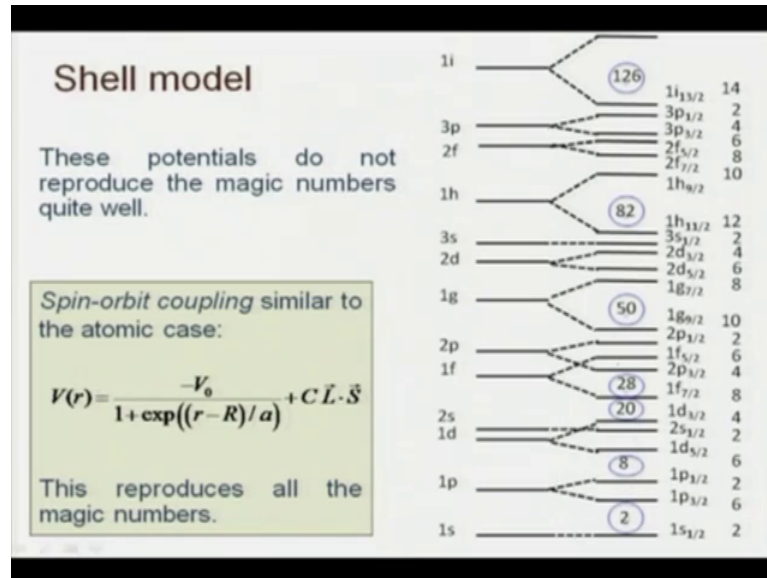 Shell model
These potentials do not
reproduce the magic numbers
quite well.
Spin-orbit coupling similar to
the atomic case:
V(r)= -V₀ / 1+exp((r−R)/a) +C L⃗·S⃗
This reproduces all the
magic numbers.
1i
3p
2f
1h
3s
2d
1g
2p
1f
2s
1d
1p
1s
126
82
50
28
20
8
2
1i13/2 14
3p1/2 2
3p3/2 4
2f5/2 6
2f7/2 8
1h9/2 10
1h11/2 12
3s1/2 2
2d3/2 4
2d5/2 6
1g7/2 8
1g9/2 10
2p1/2 2
1f5/2 6
2p3/2 4
1f7/2 8
1d3/2 4
2s1/2 2
1d5/2 6
1p1/2 2
1p3/2 6
1s1/2 2